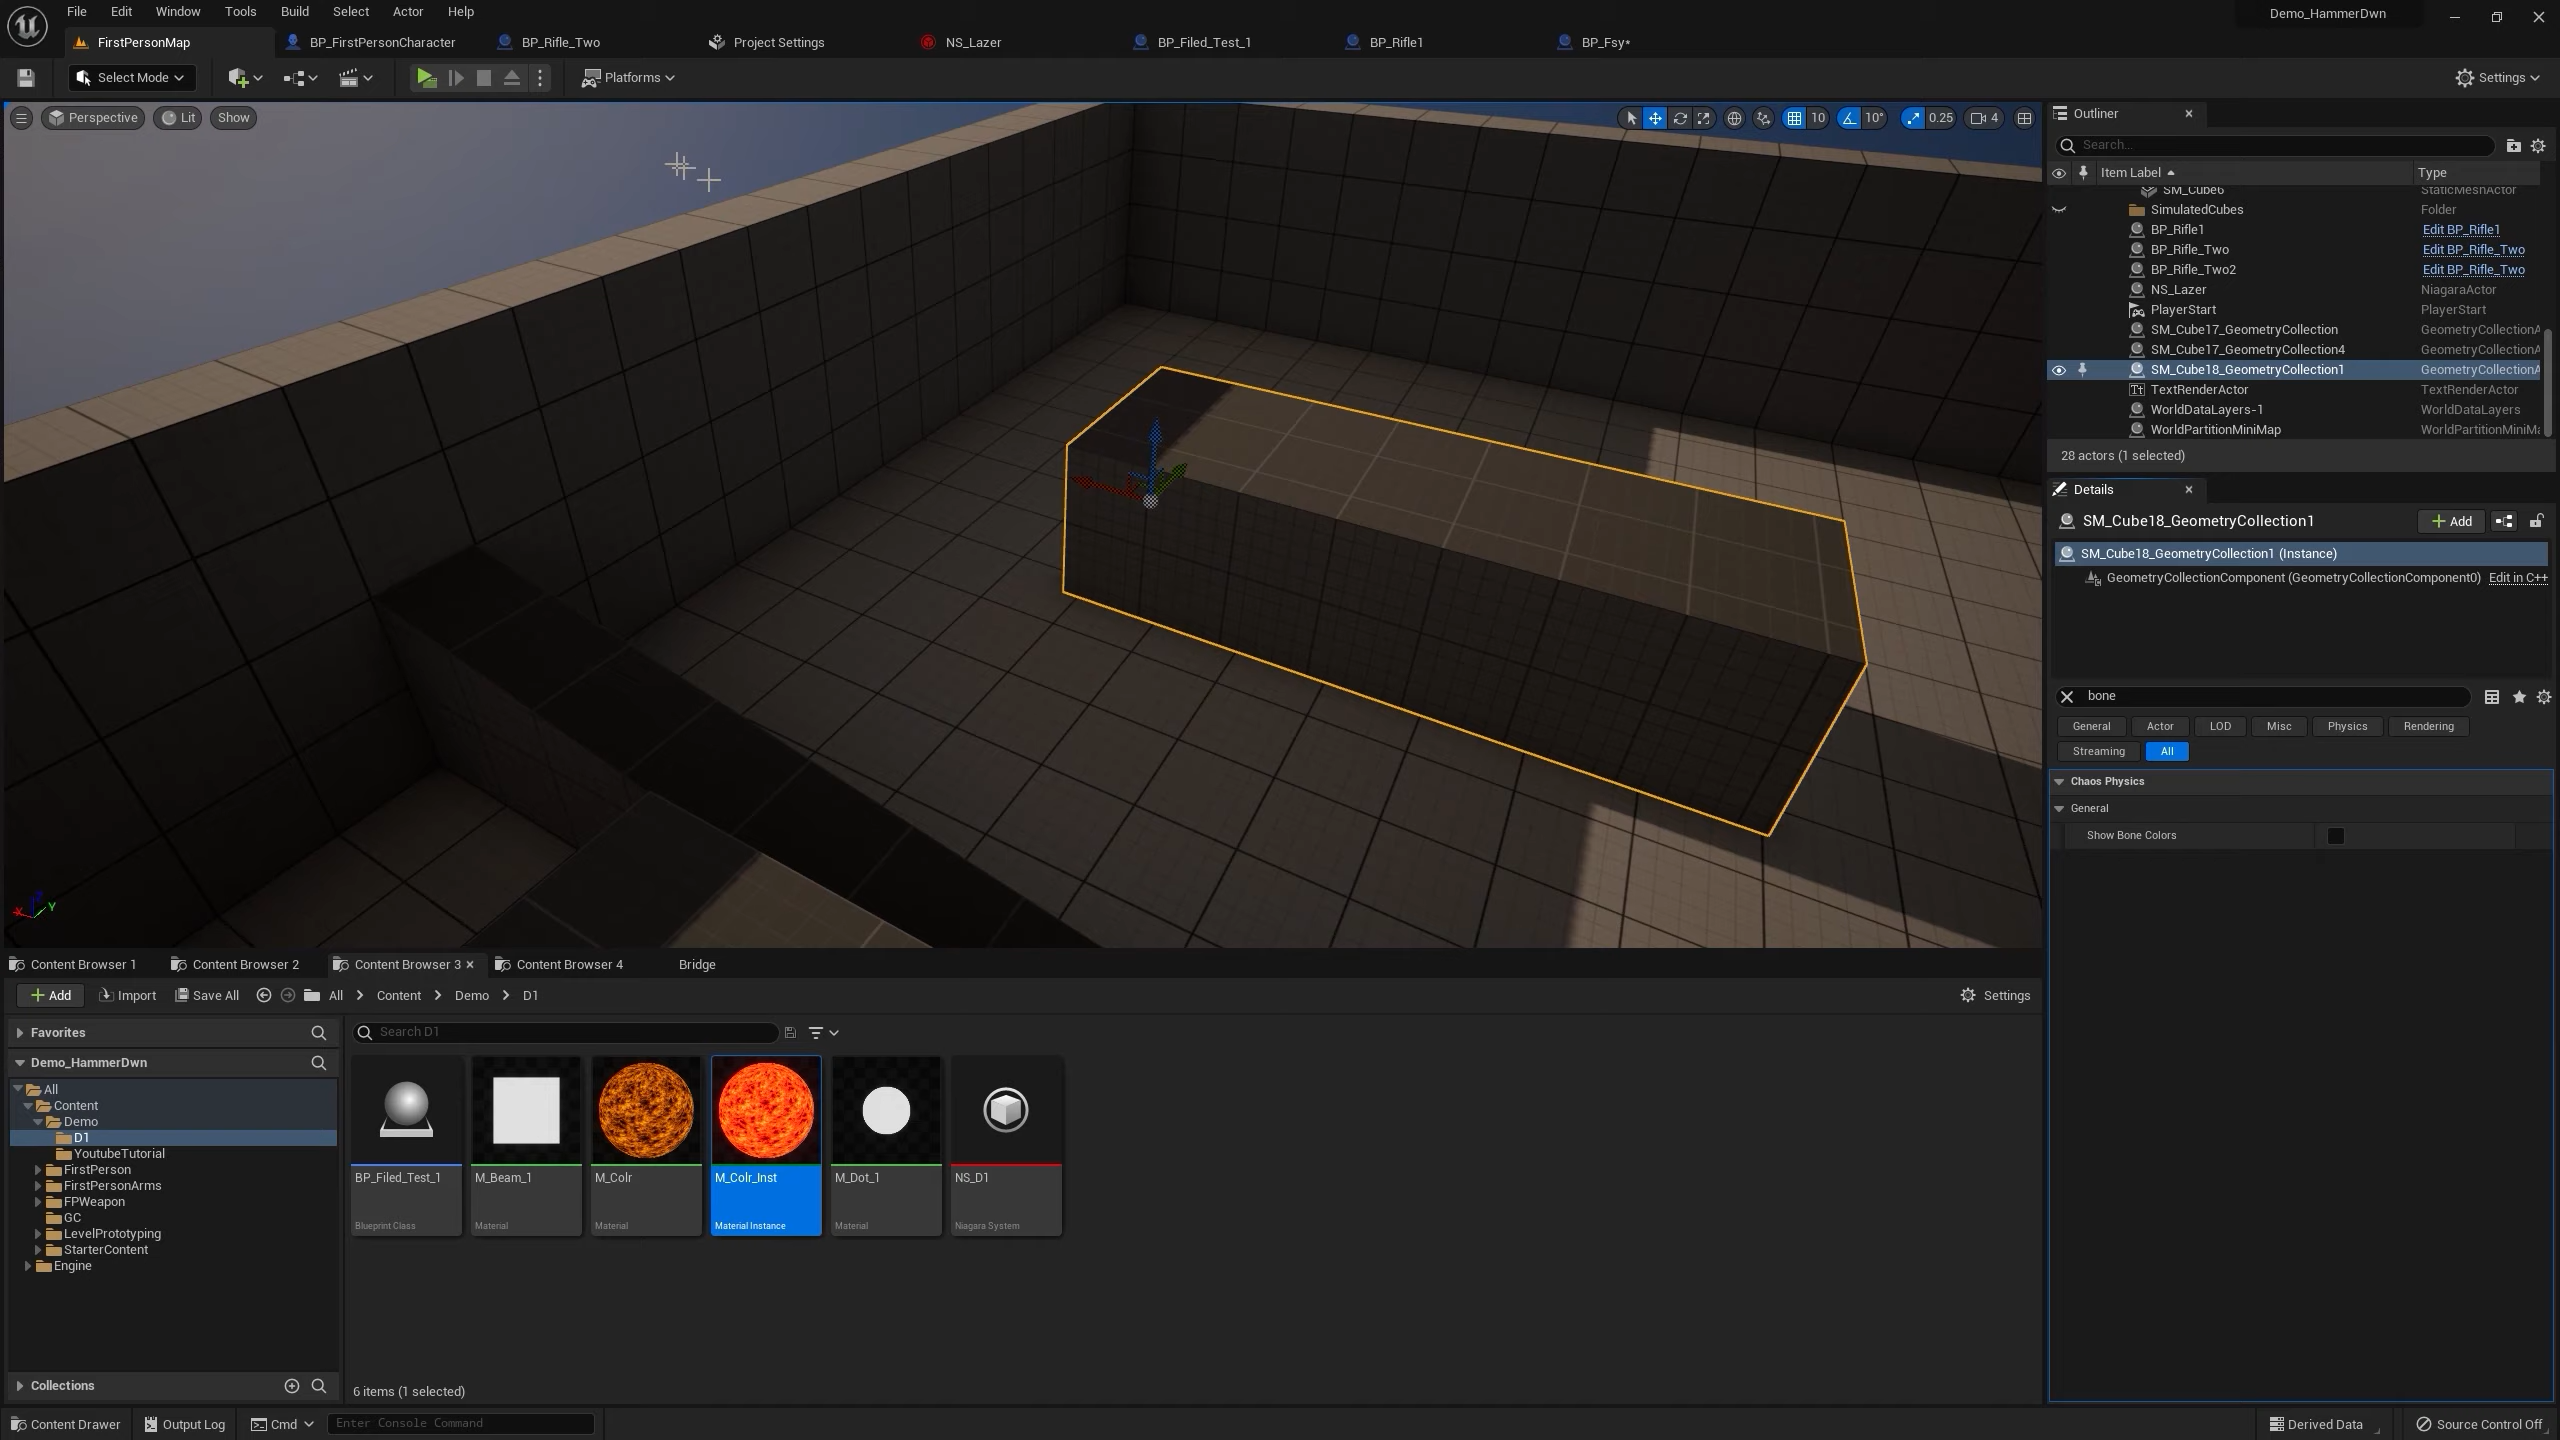 File Edit Window Tools Build Select Actor Help
Demo_HammerDwn
FirstPersonMap BP_FirstPersonCharacter BP_Rifle_Two Project Settings NS_Lazer BP_Filed_Test_1 BP_Rifle1 BP_Fsy*
Select Mode Platforms Settings
Perspective Lit Show 10 10° 0.25 4
Outliner
Search...
Item Label Type
SM_Cube6 StaticMeshActor
SimulatedCubes Folder
BP_Rifle1 Edit BP_Rifle1
BP_Rifle_Two Edit BP_Rifle_Two
BP_Rifle_Two2 Edit BP_Rifle_Two
NS_Lazer NiagaraActor
PlayerStart PlayerStart
SM_Cube17_GeometryCollection GeometryCollectionA
SM_Cube17_GeometryCollection4 GeometryCollectionA
SM_Cube18_GeometryCollection1 GeometryCollectionA
TextRenderActor TextRenderActor
WorldDataLayers-1 WorldDataLayers
WorldPartitionMiniMap WorldPartitionMiniMa
28 actors (1 selected)
Details
SM_Cube18_GeometryCollection1 Add
SM_Cube18_GeometryCollection1 (Instance)
GeometryCollectionComponent (GeometryCollectionComponent0) Edit in C++
bone
General Actor LOD Misc Physics Rendering
Streaming All
Chaos Physics
General
Show Bone Colors
X Z Y
Content Browser 1 Content Browser 2 Content Browser 3 Content Browser 4 Bridge
Add Import Save All All Content Demo D1 Settings
Favorites
Search D1
Demo_HammerDwn
All
Content
Demo
D1
YoutubeTutorial
FirstPerson
FirstPersonArms
FPWeapon
GC
LevelPrototyping
StarterContent
Engine
BP_Filed_Test_1 M_Beam_1 M_Colr M_Colr_Inst M_Dot_1 NS_D1
Blueprint Class Material Material Material Instance Material Niagara System
Collections
6 items (1 selected)
Content Drawer Output Log Cmd Enter Console Command Derived Data Source Control Off